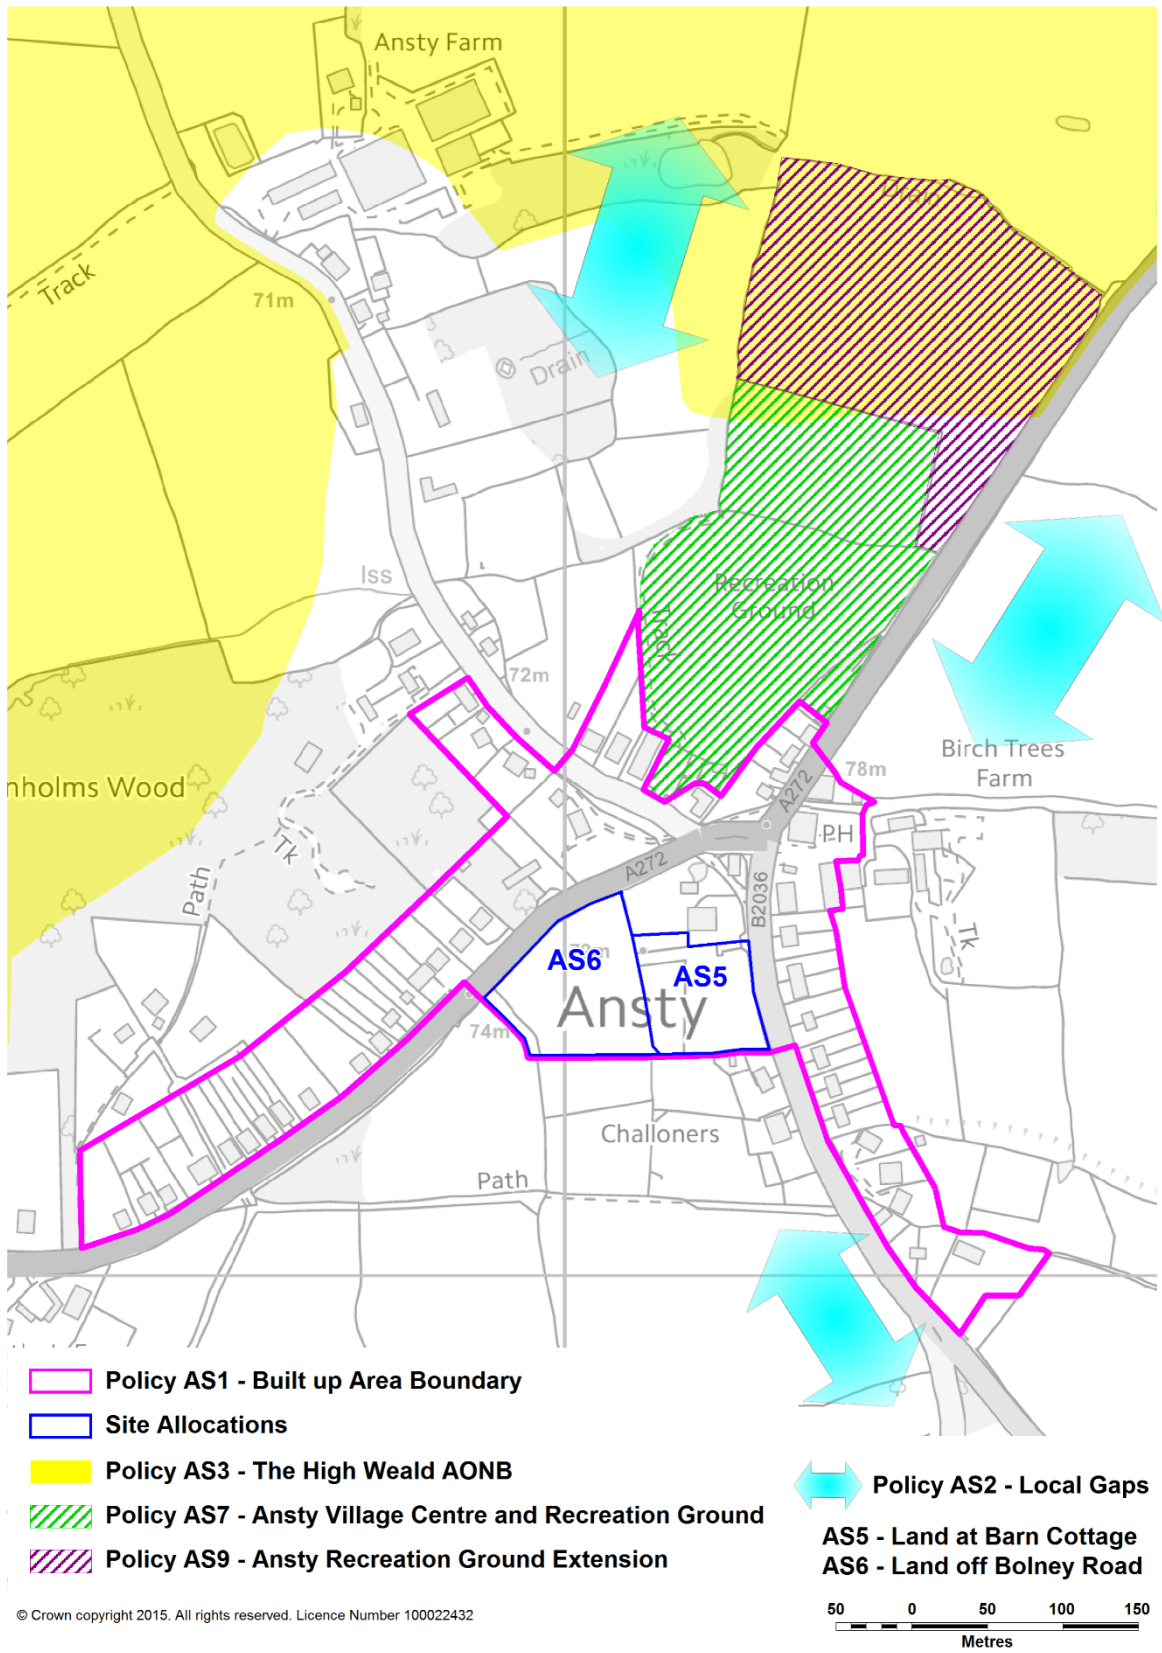 Ansty Farm
Drain
Track
71m
Drain
Iss
Recreation
Ground
Track
72m
Birch Trees
Farm
nholms Wood
78m
A272
PH
Tk
A272
Path
B2036
Tk
AS6
AS5
Ansty
74m
Challoners
Path
Policy AS1 - Built up Area Boundary
Site Allocations
Policy AS3 - The High Weald AONB
Policy AS7 - Ansty Village Centre and Recreation Ground
Policy AS9 - Ansty Recreation Ground Extension
Policy AS2 - Local Gaps
AS5 - Land at Barn Cottage
AS6 - Land off Bolney Road
© Crown copyright 2015. All rights reserved. Licence Number 100022432
50 0 50 100 150
Metres